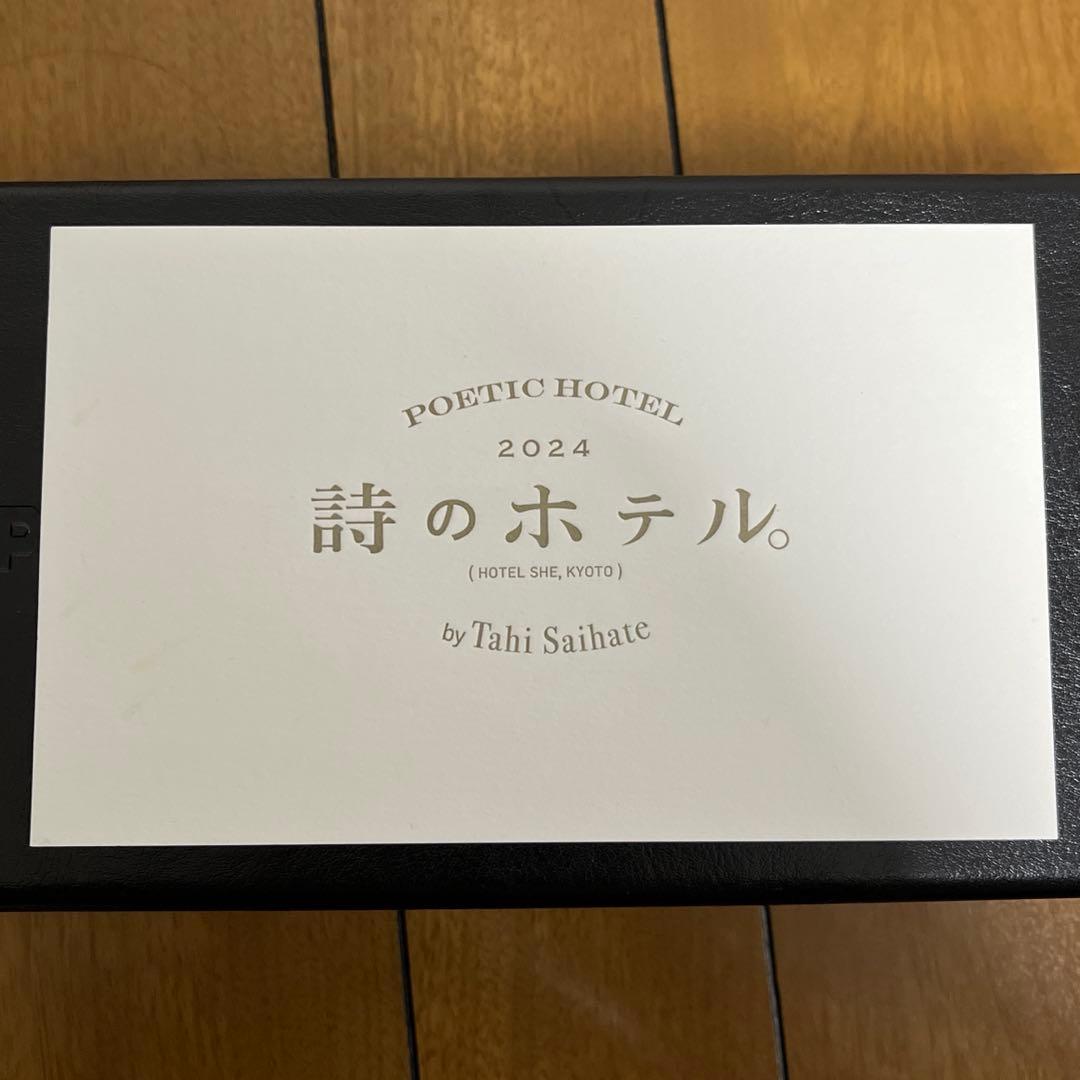 POETIC HOTEL
2024
詩のホテル。
( HOTEL SHE, KYOTO )
by Tahi Saihate